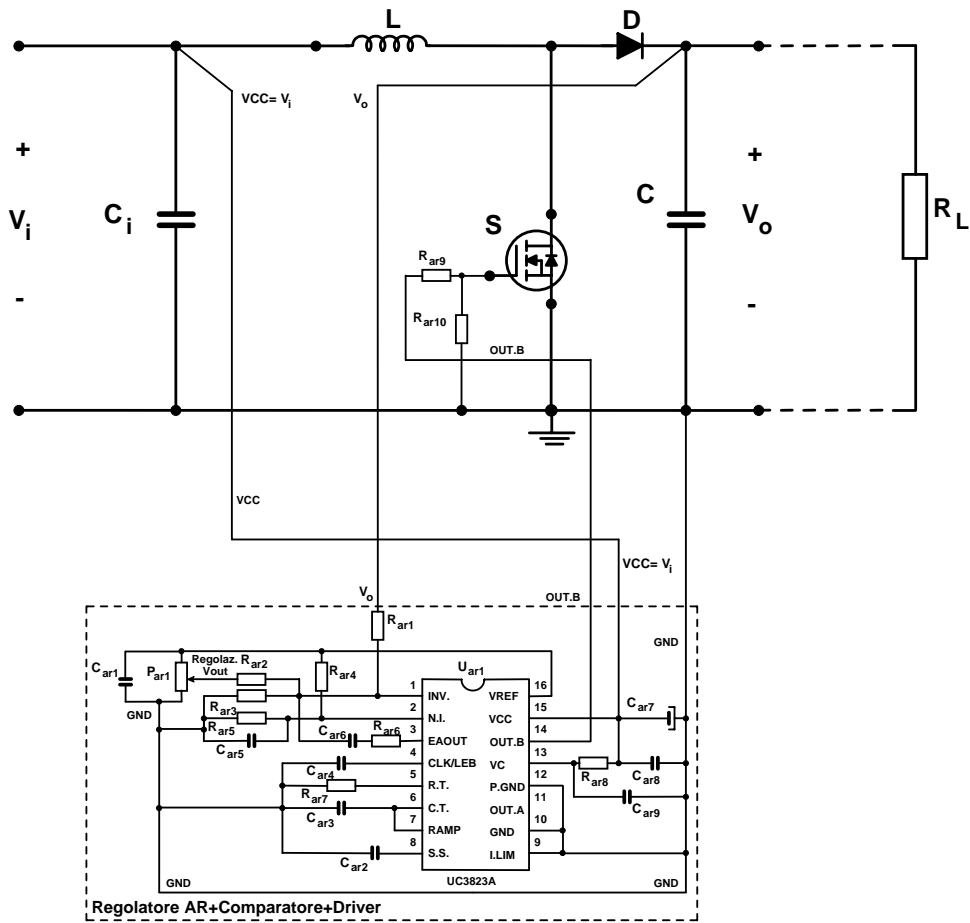 L
D
VCC= Vi
Vo
+
Vi
-
Ci
S
C
+
Vo
-
RL
Rar9
Rar10
OUT.B
VCC
VCC= Vi
Vo
OUT.B
Rar1
GND
Car1
Par1
Regolaz.
Vout
Rar2
Rar4
Uar1
GND
Rar3
Rar5
Car5
Car6
Rar6
Car4
Rar7
Car3
Car2
1 INV.
2 N.I.
3 EAOUT
4 CLK/LEB
5 R.T.
6 C.T.
7 RAMP
8 S.S.
16 VREF
15 VCC
14 OUT.B
13 VC
12 P.GND
11 OUT.A
10 GND
9 I.LIM
Car7
Rar8
Car8
Car9
UC3823A
GND
GND
Regolatore AR+Comparatore+Driver